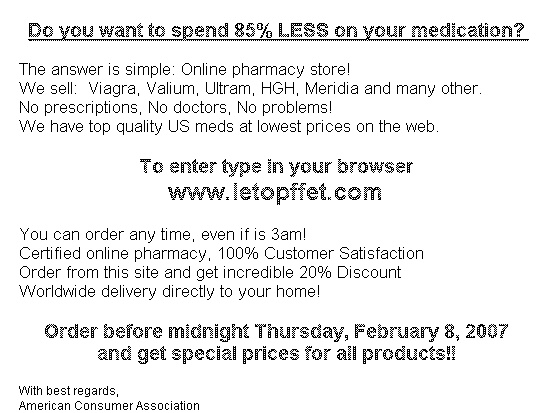 Do you want to spend 85% LESS on your medication?
The answer is simple: Online pharmacy store!
We sell: Viagra, Valium, Ultram, HGH, Meridia and many other.
No prescriptions, No doctors, No problems!
We have top quality US meds at lowest prices on the web.
To enter type in your browser
www.letopffet.com
You can order any time, even if is 3am!
Certified online pharmacy, 100% Customer Satisfaction
Order from this site and get incredible 20% Discount
Worldwide delivery directly to your home!
Order before midnight Thursday, February 8, 2007
and get special prices for all products!!
With best regards,
American Consumer Association